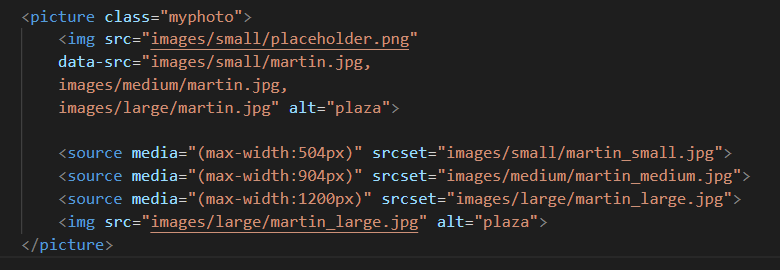 <picture class="myphoto">
<img src="images/small/placeholder.png"
data-src="images/small/martin.jpg,
images/medium/martin.jpg,
images/large/martin.jpg" alt="plaza">
<source media="(max-width:504px)" srcset="images/small/martin_small.jpg">
<source media="(max-width:904px)" srcset="images/medium/martin_medium.jpg">
<source media="(max-width:1200px)" srcset="images/large/martin_large.jpg">
<img src="images/large/martin_large.jpg" alt="plaza">
</picture>